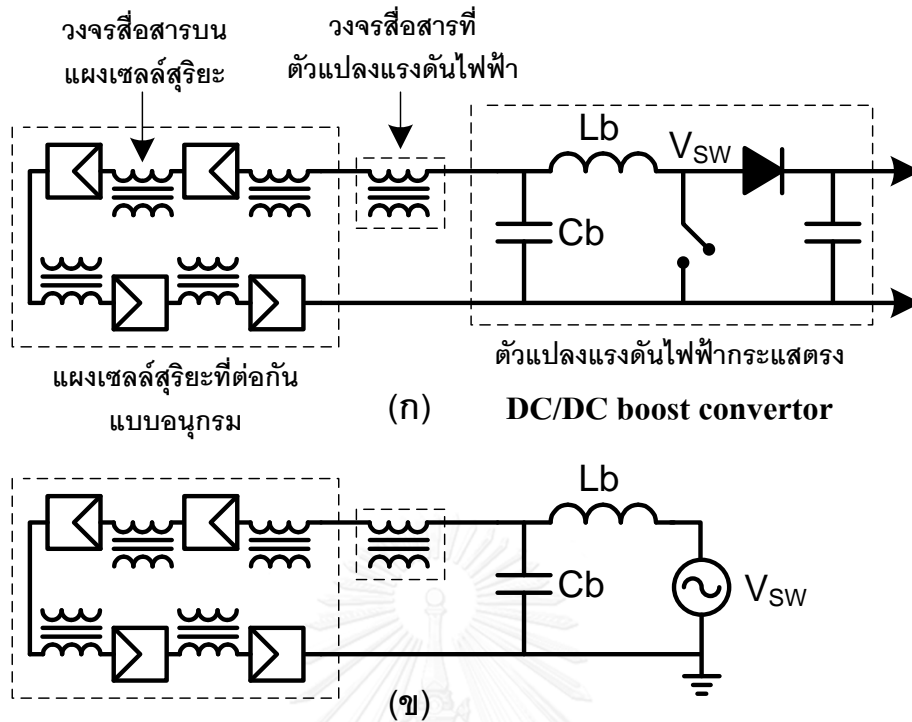 วงจรสื่อสารบน
แผงเซลล์สุริยะ
วงจรสื่อสารที่
ตัวแปลงแรงดันไฟฟ้า
Lb
VSW
Cb
แผงเซลล์สุริยะที่ต่อกัน
แบบอนุกรม
ตัวแปลงแรงดันไฟฟ้ากระแสตรง
(ก)
DC/DC boost convertor
Lb
Cb
VSW
(ข)